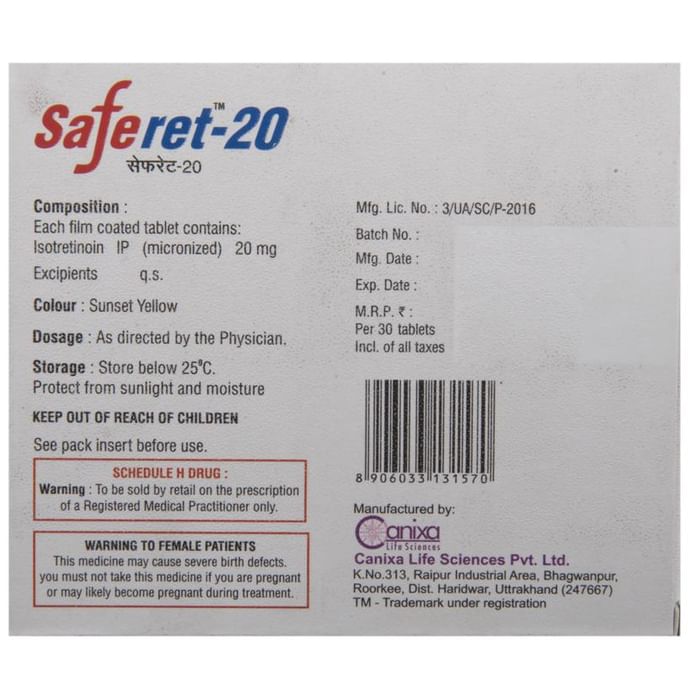 Saferet-20
TM
सेफरेट-20
Composition :
Each film coated tablet contains:
Isotretinoin IP (micronized) 20 mg
Excipients q.s.
Colour : Sunset Yellow
Dosage : As directed by the Physician.
Storage : Store below 25°C.
Protect from sunlight and moisture
KEEP OUT OF REACH OF CHILDREN
See pack insert before use.
SCHEDULE H DRUG :
Warning : To be sold by retail on the prescription
of a Registered Medical Practitioner only.
WARNING TO FEMALE PATIENTS
This medicine may cause severe birth defects.
you must not take this medicine if you are pregnant
or may likely become pregnant during treatment.
Mfg. Lic. No. : 3/UA/SC/P-2016
Batch No. :
Mfg. Date :
Exp. Date :
M.R.P. ₹ :
Per 30 tablets
Incl. of all taxes
8 906033 131570
Manufactured by:
Canixa
Life Sciences
Canixa Life Sciences Pvt. Ltd.
K.No.313, Raipur Industrial Area, Bhagwanpur,
Roorkee, Dist. Haridwar, Uttrakhand (247667)
TM - Trademark under registration